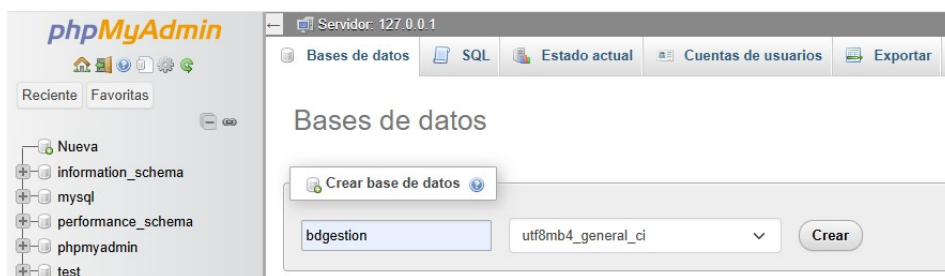 phpMyAdmin
Reciente Favoritas
Nueva
information_schema
mysql
performance_schema
phpmyadmin
test
Servidor: 127.0.0.1
Bases de datos SQL Estado actual Cuentas de usuarios Exportar
Bases de datos
Crear base de datos
bdgestion utf8mb4_general_ci Crear